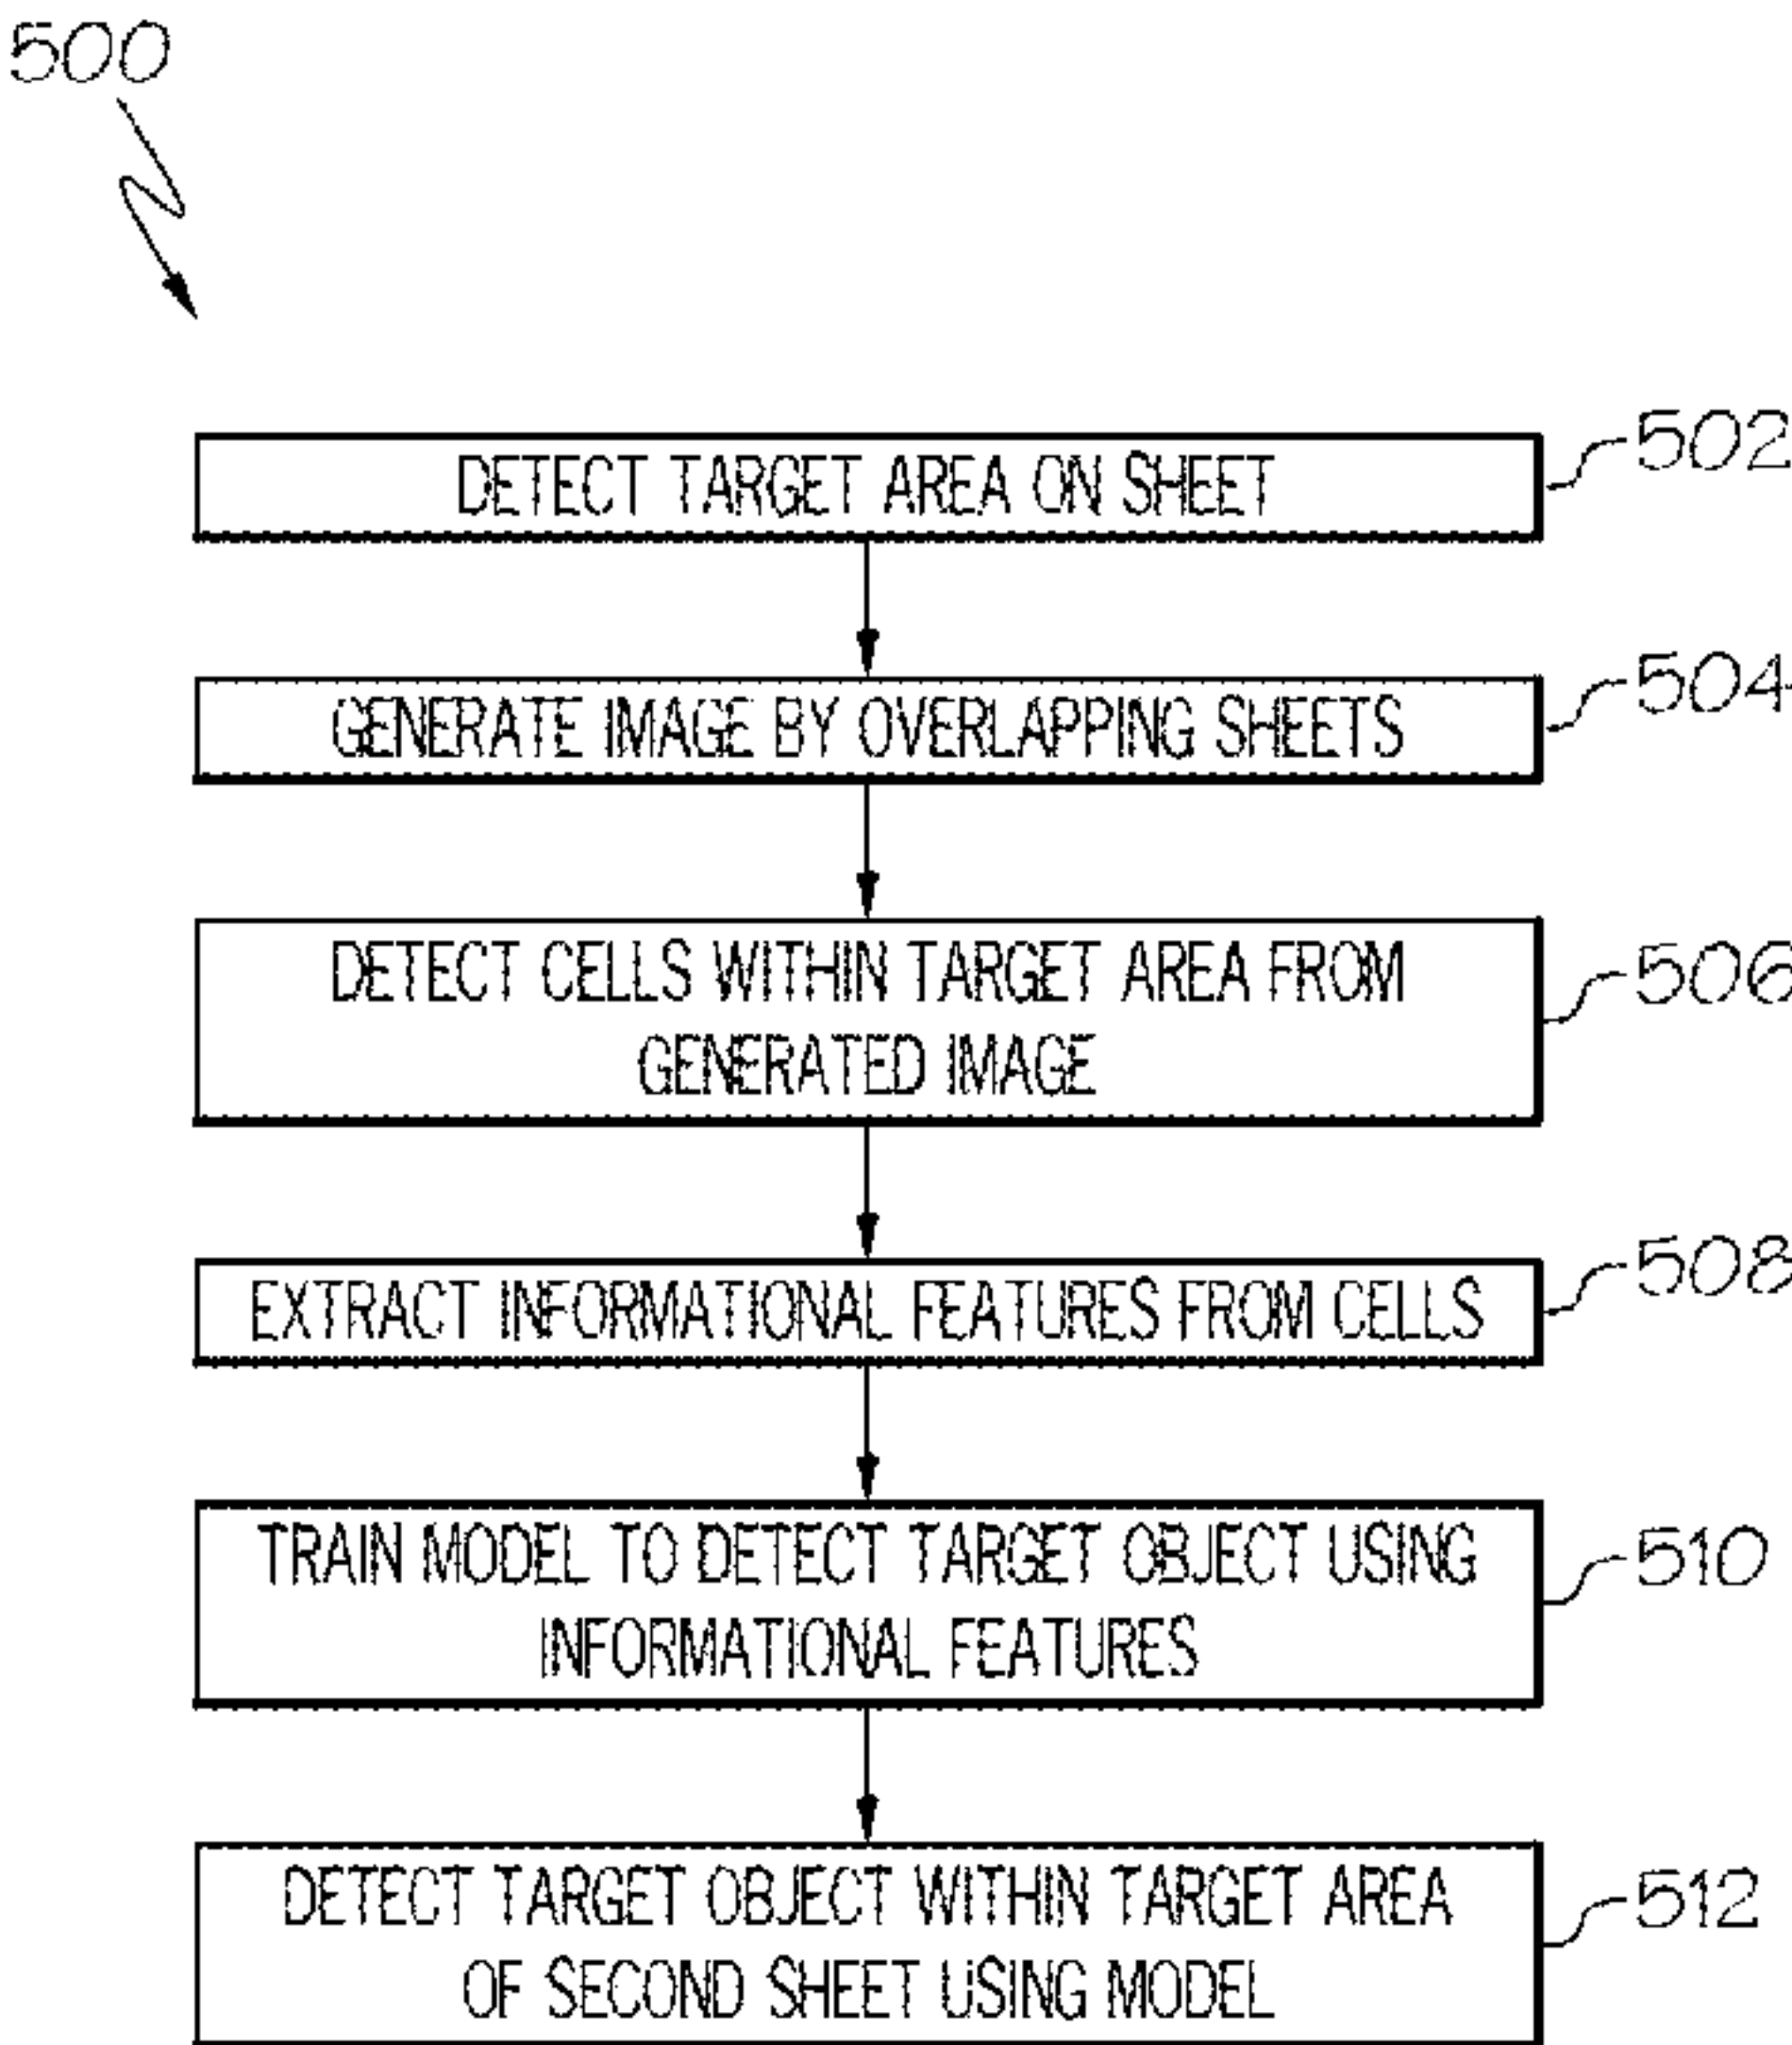 500
DETECT TARGET AREA ON SHEET
502
GENERATE IMAGE BY OVERLAPPING SHEETS
504
DETECT CELLS WITHIN TARGET AREA FROM
GENERATED IMAGE
506
EXTRACT INFORMATIONAL FEATURES FROM CELLS
508
TRAIN MODEL TO DETECT TARGET OBJECT USING
INFORMATIONAL FEATURES
510
DETECT TARGET OBJECT WITHIN TARGET AREA
OF SECOND SHEET USING MODEL
512